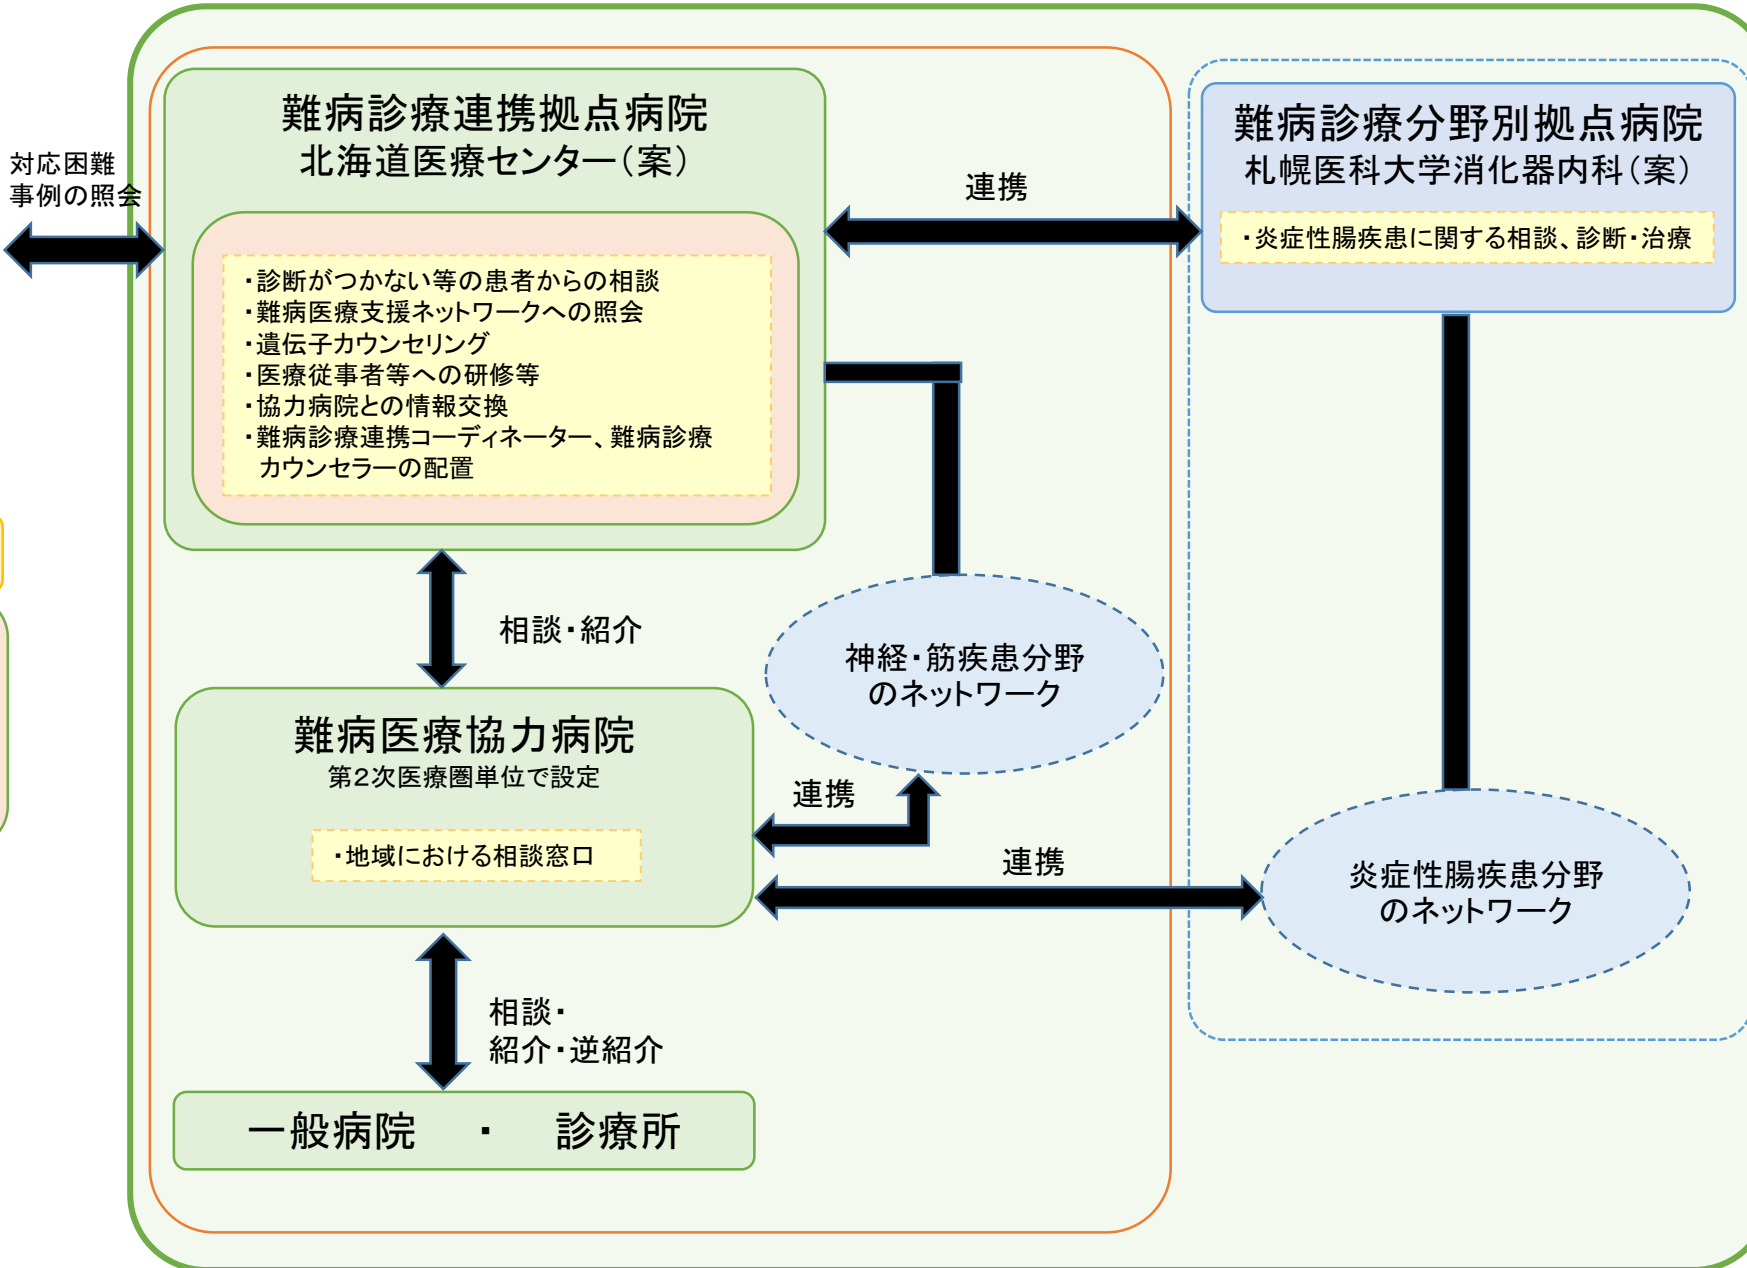 難病診療連携拠点病院
北海道医療センター（案）
対応困難
事例の照会
・診断がつかない等の患者からの相談
・難病医療支援ネットワークへの照会
・遺伝子カウンセリング
・医療従事者等への研修等
・協力病院との情報交換
・難病診療連携コーディネーター、難病診療
カウンセラーの配置
連携
難病診療分野別拠点病院
札幌医科大学消化器内科（案）
・炎症性腸疾患に関する相談、診断・治療
相談・紹介
神経・筋疾患分野
のネットワーク
難病医療協力病院
第２次医療圏単位で設定
・地域における相談窓口
連携
連携
炎症性腸疾患分野
のネットワーク
相談・
紹介・逆紹介
一般病院　・　診療所